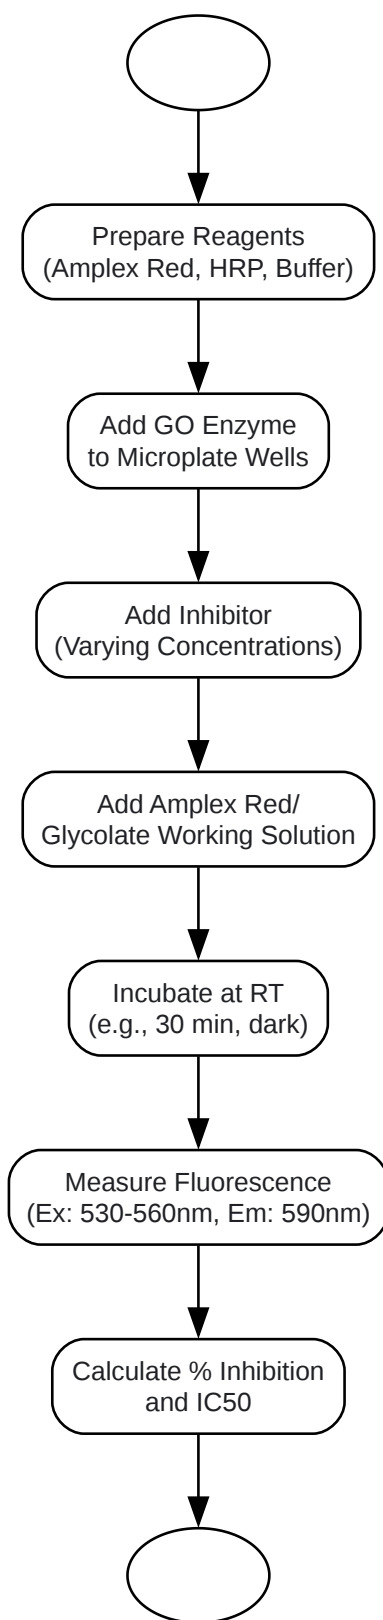 Prepare Reagents
(Amplex Red, HRP, Buffer)
Add GO Enzyme
to Microplate Wells
Add Inhibitor
(Varying Concentrations)
Add Amplex Red/
Glycolate Working Solution
Incubate at RT
(e.g., 30 min, dark)
Measure Fluorescence
(Ex: 530-560nm, Em: 590nm)
Calculate % Inhibition
and IC50